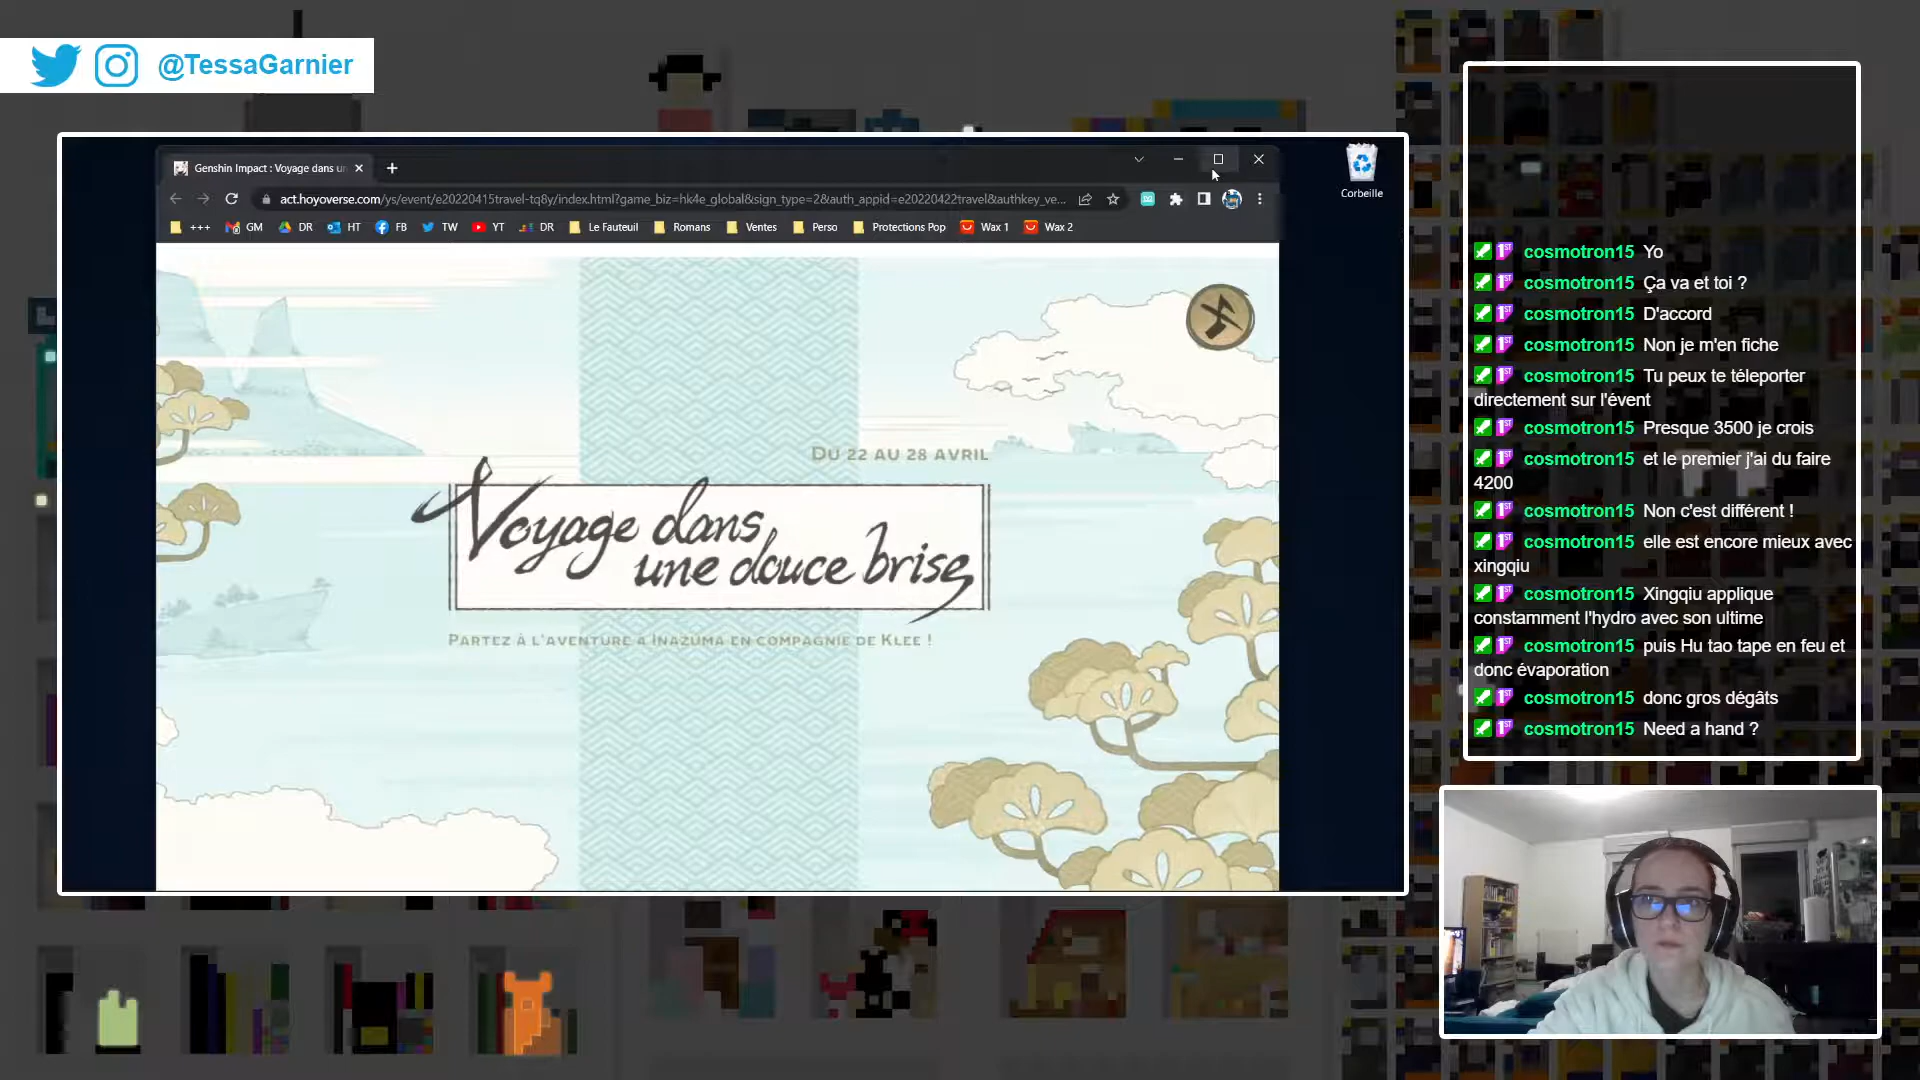 @TessaGarnier
Genshin Impact : Voyage dans un
act.hoyoverse.com/ys/event/e20220415travel-tq8y/index.html?game_biz=hk4e_global&sign_type=2&auth_appid=e20220422travel&authkey_ve...
+++ GM DR HT FB TW YT DR Le Fauteuil Romans Ventes Perso Protections Pop Wax 1 Wax 2
Corbeille
DU 22 AU 28 AVRIL
Voyage dans
une douce brise
PARTEZ À L'AVENTURE À INAZUMA EN COMPAGNIE DE KLEE !
cosmotron15 Yo
cosmotron15 Ça va et toi ?
cosmotron15 D'accord
cosmotron15 Non je m'en fiche
cosmotron15 Tu peux te téleporter
directement sur l'évent
cosmotron15 Presque 3500 je crois
cosmotron15 et le premier j'ai du faire
4200
cosmotron15 Non c'est différent !
cosmotron15 elle est encore mieux avec
xingqiu
cosmotron15 Xingqiu applique
constamment l'hydro avec son ultime
cosmotron15 puis Hu tao tape en feu et
donc évaporation
cosmotron15 donc gros dégâts
cosmotron15 Need a hand ?